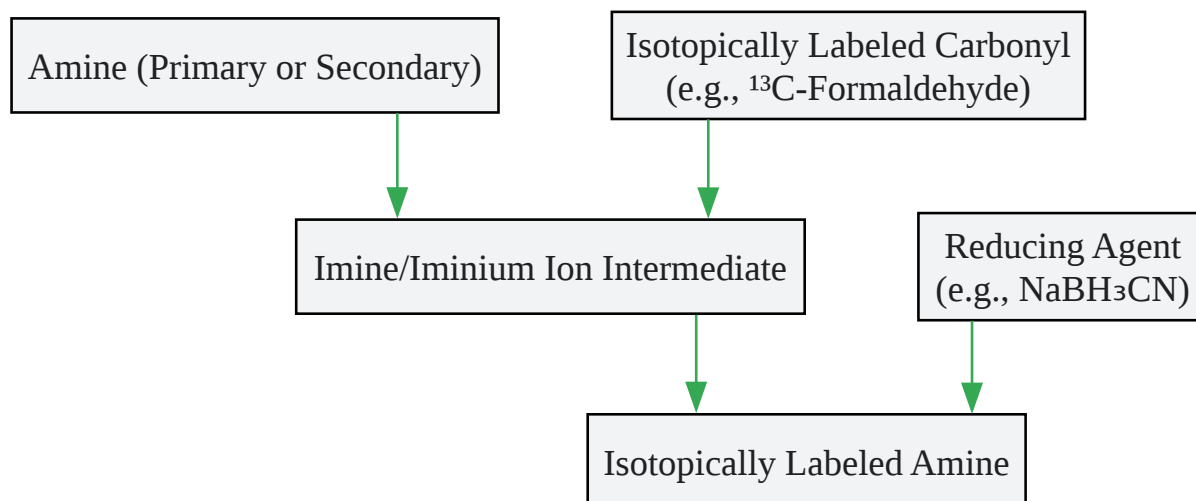 Amine (Primary or Secondary)
Isotopically Labeled Carbonyl
(e.g., ¹³C-Formaldehyde)
Imine/Iminium Ion Intermediate
Reducing Agent
(e.g., NaBH₃CN)
Isotopically Labeled Amine